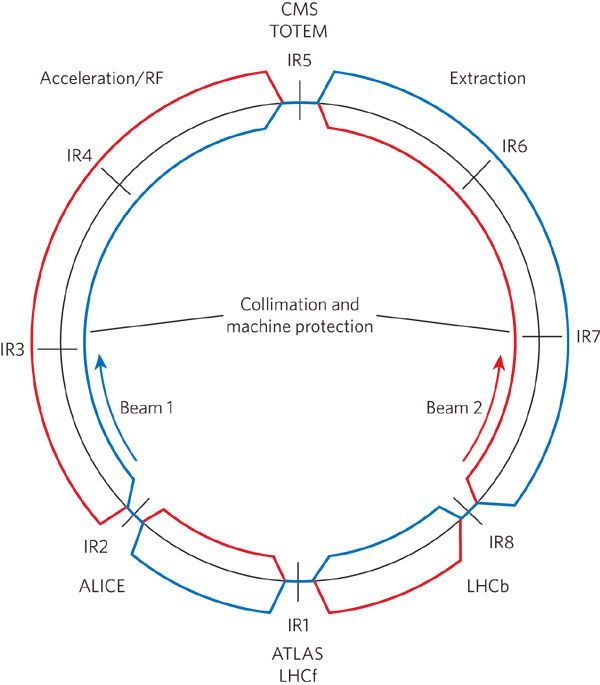 CMS
TOTEM
IR5
Acceleration/RF
Extraction
IR4
IR6
Collimation and
machine protection
IR3
IR7
Beam 1
Beam 2
IR2
IR8
ALICE
LHCb
IR1
ATLAS
LHCf